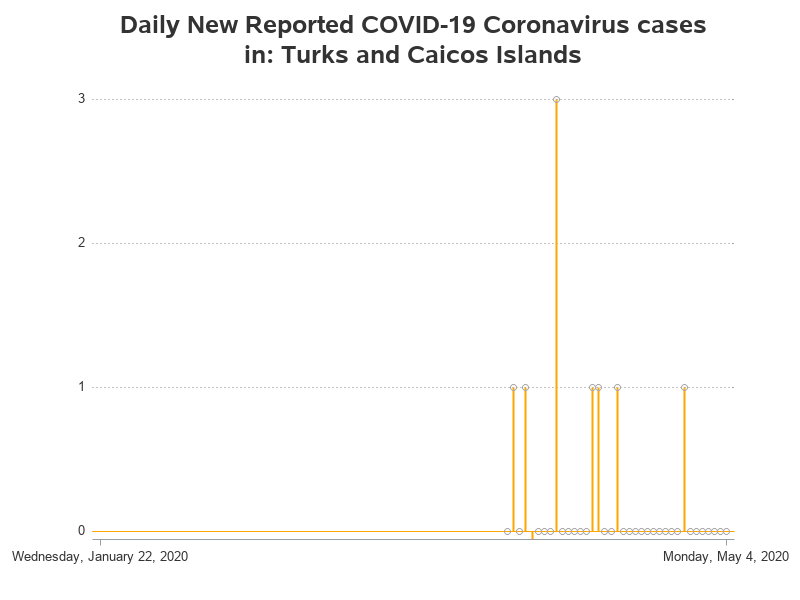 Daily New Reported COVID-19 Coronavirus cases
in: Turks and Caicos Islands
3
2
1
0
Wednesday, January 22, 2020
Monday, May 4, 2020